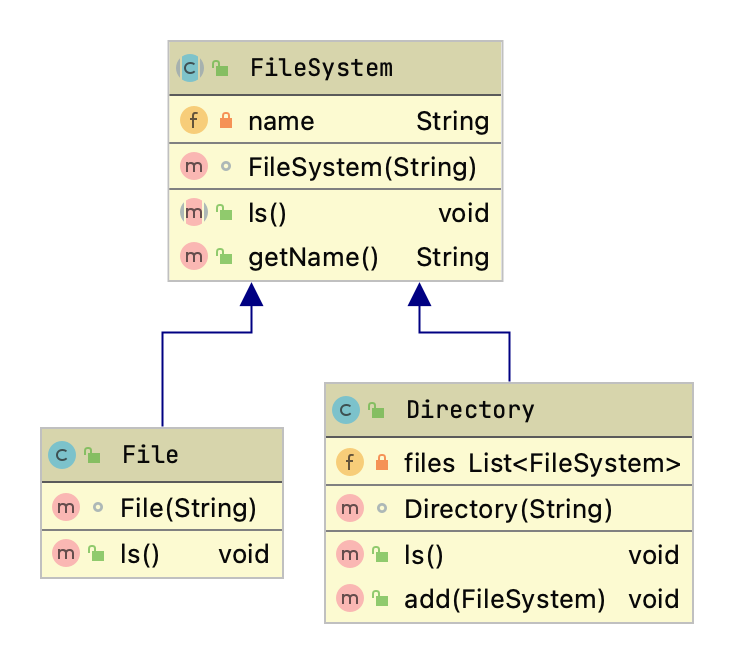 FileSystem
name String
FileSystem(String)
ls() void
getName() String
File
File(String)
ls() void
Directory
files List<FileSystem>
Directory(String)
ls() void
add(FileSystem) void